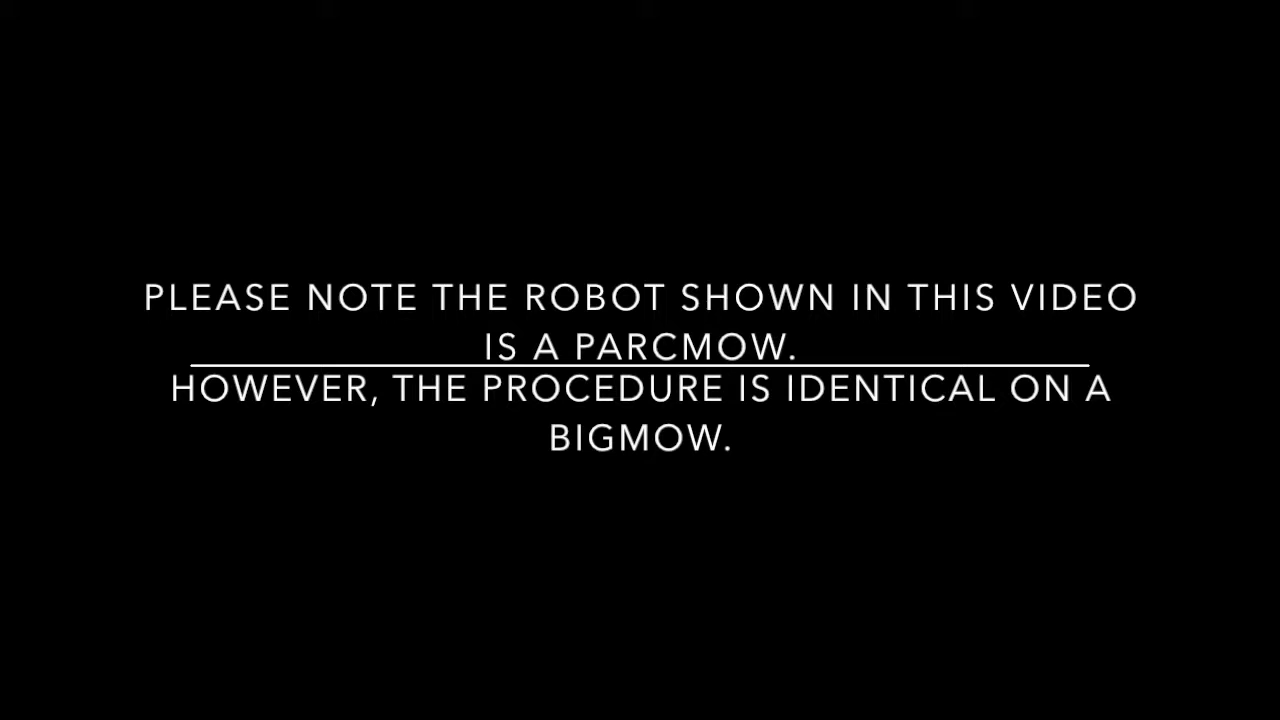 PLEASE NOTE THE ROBOT SHOWN IN THIS VIDEO
IS A PARCMOW.
HOWEVER, THE PROCEDURE IS IDENTICAL ON A
BIGMOW.